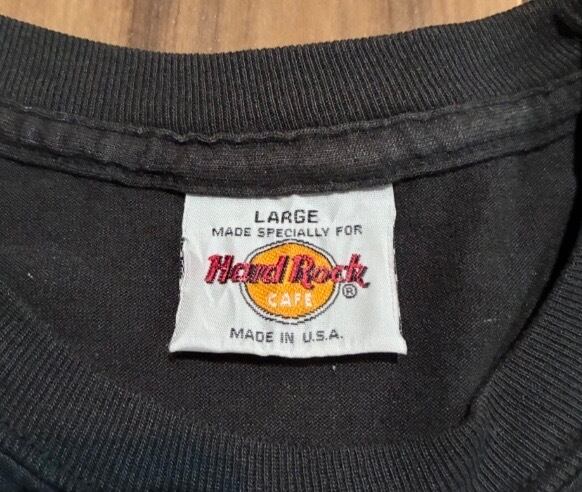 LARGE
MADE SPECIALLY FOR
Hard Rock
CAFE ®
MADE IN U.S.A.